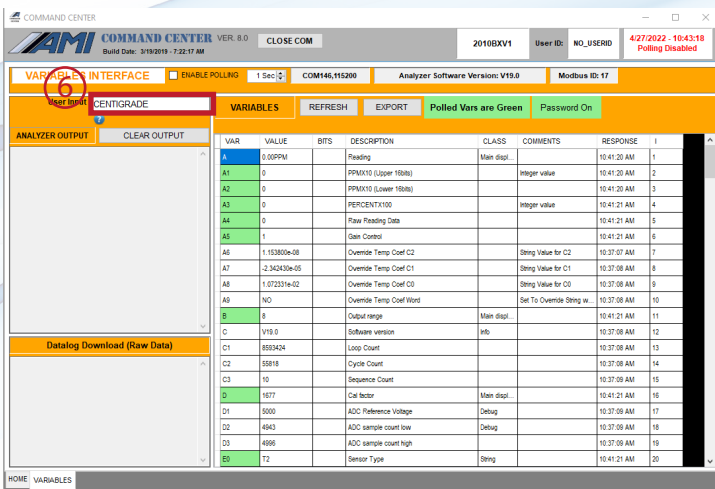 COMMAND CENTER
AMI COMMAND CENTER VER. 8.0 CLOSE COM 2010BXV1 User ID: NO_USERID 4/27/2022 - 10:43:18
Build Date: 3/19/2019 - 7:22:17 AM Polling Disabled
VARIABLES INTERFACE ENABLE POLLING 1 Sec COM146,115200 Analyzer Software Version: V19.0 Modbus ID: 17
6
User Input CENTIGRADE VARIABLES REFRESH EXPORT Polled Vars are Green Password On
?
ANALYZER OUTPUT CLEAR OUTPUT
VAR VALUE BITS DESCRIPTION CLASS COMMENTS RESPONSE I
A 0.00PPM Reading Main displ... 10:41:20 AM 1
A1 0 PPMX10 (Upper 16bits) Integer value 10:41:20 AM 2
A2 0 PPMX10 (Lower 16bits) 10:41:20 AM 3
A3 0 PERCENTX100 Integer value 10:41:21 AM 4
A4 0 Raw Reading Data 10:41:21 AM 5
A5 1 Gain Control 10:41:21 AM 6
A6 1.153800e-08 Override Temp Coef C2 String Value for C2 10:37:07 AM 7
A7 -2.342430e-05 Override Temp Coef C1 String Value for C1 10:37:08 AM 8
A8 1.072331e-02 Override Temp Coef C0 String Value for C0 10:37:08 AM 9
A9 NO Override Temp Coef Word Set To Override String w... 10:37:08 AM 10
B 8 Output range Main displ... 10:41:21 AM 11
C V19.0 Software version Info 10:37:08 AM 12
Datalog Download (Raw Data)
C1 8593424 Loop Count 10:37:08 AM 13
C2 55818 Cycle Count 10:37:08 AM 14
C3 10 Sequence Count 10:37:09 AM 15
D 1677 Cal factor Main displ... 10:41:21 AM 16
D1 5000 ADC Reference Voltage Debug 10:37:09 AM 17
D2 4943 ADC sample count low Debug 10:37:09 AM 18
D3 4996 ADC sample count high 10:37:09 AM 19
E0 T2 Sensor Type String 10:41:21 AM 20
HOME VARIABLES